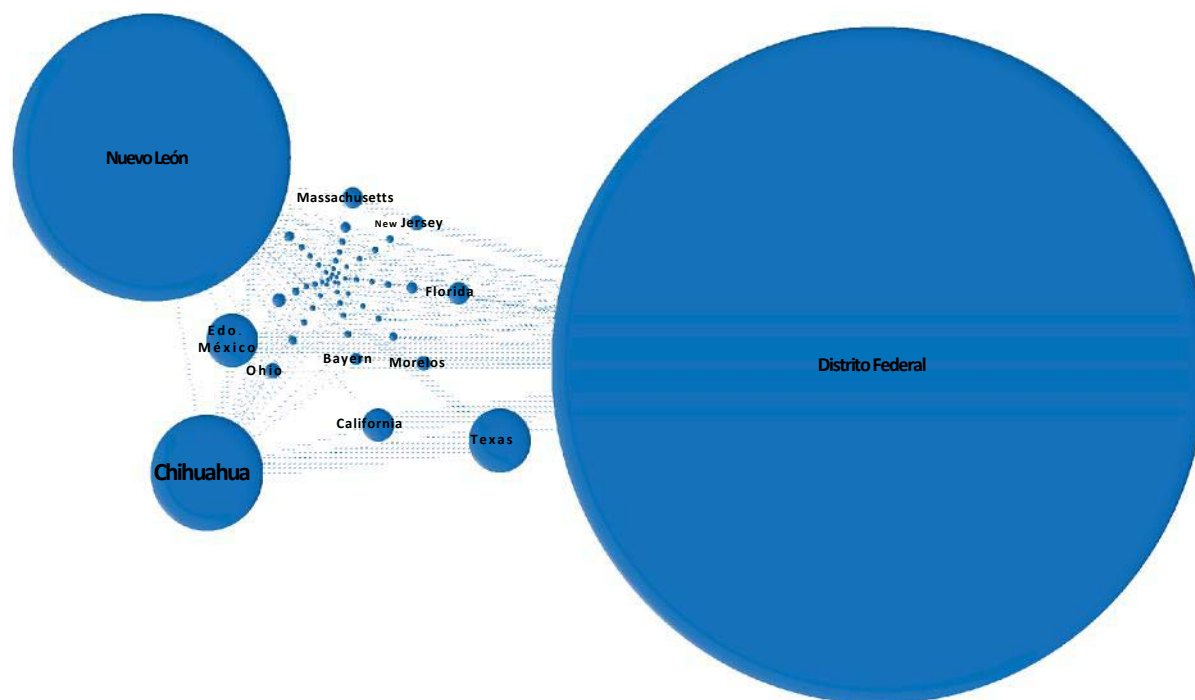 Nuevo León
Massachusetts
New Jersey
Florida
Edo.
México
Ohio
Bayern
Morelos
Distrito Federal
California
Texas
Chihuahua